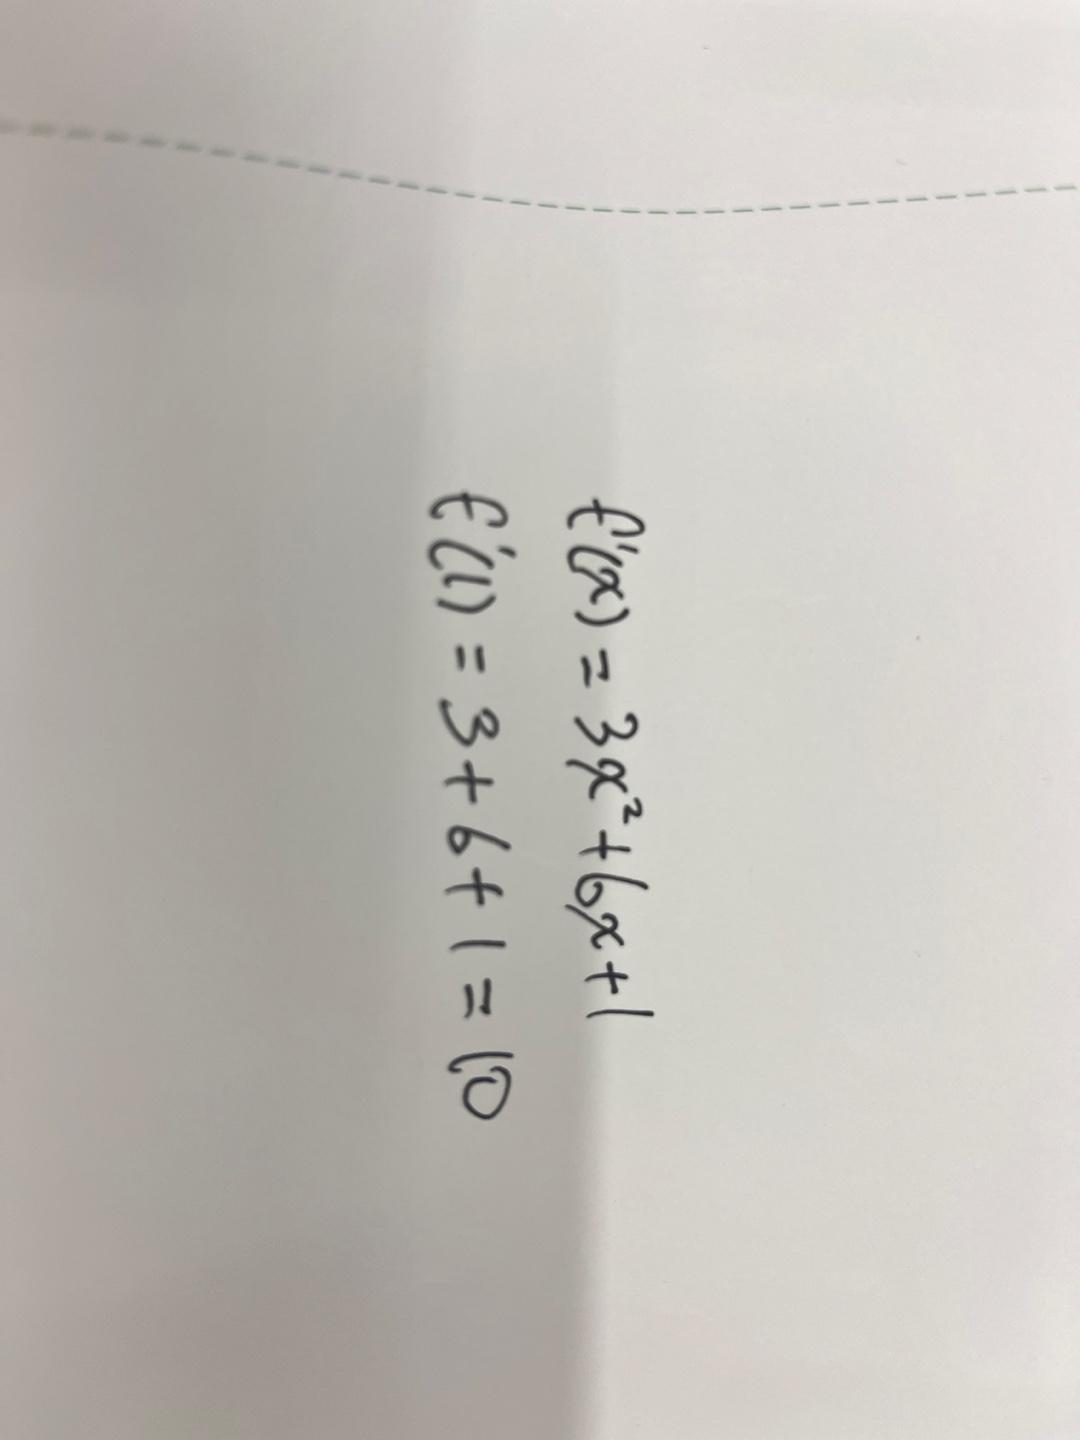 f'(x) = 3x²+6x+1
f'(1) = 3+6+1=10